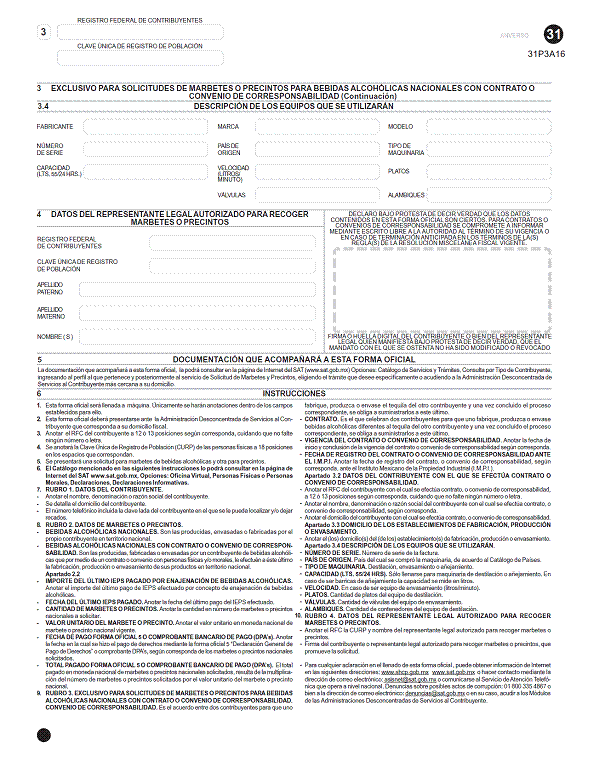 REGISTRO FEDERAL DE CONTRIBUYENTES
3
CLAVE ÚNICA DE REGISTRO DE POBLACIÓN
ANVERSO
31
31P3A16
3 EXCLUSIVO PARA SOLICITUDES DE MARBETES O PRECINTOS PARA BEBIDAS ALCOHÓLICAS NACIONALES CON CONTRATO O
CONVENIO DE CORRESPONSABILIDAD (Continuación)
3.4 DESCRIPCIÓN DE LOS EQUIPOS QUE SE UTILIZARÁN
FABRICANTE MARCA MODELO
NÚMERO
DE SERIE
PAÍS DE
ORIGEN
TIPO DE
MAQUINARIA
CAPACIDAD
(LTS. 55/24 HRS.)
VELOCIDAD
(LITROS/
MINUTO)
PLATOS
VÁLVULAS
ALAMBIQUES
4 DATOS DEL REPRESENTANTE LEGAL AUTORIZADO PARA RECOGER
MARBETES O PRECINTOS
REGISTRO FEDERAL
DE CONTRIBUYENTES
CLAVE ÚNICA DE REGISTRO
DE POBLACIÓN
APELLIDO
PATERNO
APELLIDO
MATERNO
NOMBRE ( S )
DECLARO BAJO PROTESTA DE DECIR VERDAD QUE LOS DATOS
CONTENIDOS EN ESTA FORMA OFICIAL SON CIERTOS. PARA CONTRATOS O
CONVENIOS DE CORRESPONSABILIDAD SE COMPROMETE A INFORMAR
MEDIANTE ESCRITO LIBRE A LA AUTORIDAD AL TÉRMINO DE SU VIGENCIA O
EN CASO DE TERMINACIÓN ANTICIPADA EN LOS TÉRMINOS DE LA(S)
REGLA(S) DE LA RESOLUCIÓN MISCELÁNEA FISCAL VIGENTE.
FIRMA O HUELLA DIGITAL DEL CONTRIBUYENTE O BIEN DEL REPRESENTANTE
LEGAL QUIEN MANIFIESTA BAJO PROTESTA DE DECIR VERDAD, QUE EL
MANDATO CON EL QUE SE OSTENTA NO HA SIDO MODIFICADO O REVOCADO
5 DOCUMENTACIÓN QUE ACOMPAÑARÁ A ESTA FORMA OFICIAL
La documentación que acompañará a esta forma oficial, la podrá consultar en la página de Internet del SAT (www.sat.gob.mx) Opciones: Catálogo de Servicios y Trámites, Consulta por Tipo de Contribuyente,
ingresando al perfil al que pertenece y posteriormente al servicio de Solicitud de Marbetes y Precintos, eligiendo el trámite que desee específicamente o acudiendo a la Administración Desconcentrada de
Servicios al Contribuyente más cercana a su domicilio.
6 INSTRUCCIONES
1. Esta forma oficial será llenada a máquina. Únicamente se harán anotaciones dentro de los campos
establecidos para ello.
2. Esta forma oficial deberá presentarse ante la Administración Desconcentrada de Servicios al Con-
tribuyente que corresponda a su domicilio fiscal.
3. Anotar el RFC del contribuyente a 12 o 13 posiciones según corresponda, cuidando que no falte
ningún número o letra.
4. Se anotará la Clave Única de Registro de Población (CURP) de las personas físicas a 18 posiciones
en los espacios que correspondan.
5. Se presentará una solicitud para marbetes de bebidas alcohólicas y vinos de mesa o precintos.
6. El Catálogo mencionado en las siguientes instrucciones lo podrá consultar en la página de
Internet del SAT www.sat.gob.mx, Opciones: Oficina Virtual, Personas Físicas o Personas
Morales, Declaraciones, Declaraciones Informativas.
7. RUBRO 1. DATOS DEL CONTRIBUYENTE.
- Anotar el nombre, denominación o razón social del contribuyente.
- Se detalle el domicilio del contribuyente.
- El número telefónico incluida la clave lada del contribuyente en el que se le pueda localizar y/o dejar
recados.
8. RUBRO 2. DATOS DE MARBETES O PRECINTOS.
- BEBIDAS ALCOHÓLICAS NACIONALES. Son las producidas, envasadas o fabricadas por el
propio contribuyente en territorio nacional.
- BEBIDAS ALCOHÓLICAS NACIONALES CON CONTRATO O CONVENIO DE CORRESPON-
SABILIDAD. Son las producidas, fabricadas o envasadas por un contribuyente de bebidas alcohóli-
cas que por medio de un contrato o convenio con personas físicas y/o morales, le efectuén a éste último
la fabricación, producción o envasamiento de sus productos en territorio nacional.
Apartado 2.2
IMPORTE DEL ÚLTIMO IEPS PAGADO POR ENAJENACIÓN DE BEBIDAS ALCOHÓLICAS.
Anotar el importe del último pago de IEPS efectuado por concepto de enajenación de bebidas
alcohólicas.
- FECHA DEL ÚLTIMO IEPS PAGADO. Anotar la fecha del último pago del IEPS efectuado.
- CANTIDAD DE MARBETES O PRECINTOS. Anotar la cantidad en número de marbetes o precintos
nacionales a solicitar.
- VALOR UNITARIO DEL MARBETE O PRECINTO. Anotar el valor unitario en moneda nacional de
marbete o precinto nacional vigente.
- FECHA DE PAGO FORMA OFICIAL 5 O COMPROBANTE BANCARIO DE PAGO (DPA's). Anotar
la fecha en la cual se hizo el pago de derechos mediante la forma oficial 5 "Declaración General de
Pago de Derechos" o comprobante DPA's, según corresponda de los marbetes o precintos nacionales
solicitados.
- TOTAL PAGADO FORMA OFICIAL 5 O COMPROBANTE BANCARIO DE PAGO (DPA's). El total
pagado en moneda nacional de marbetes o precintos nacionales solicitados, resulta de la multiplica-
ción del número de marbetes o precintos solicitados por el valor unitario del marbete o precinto
nacional.
9. RUBRO 3. EXCLUSIVO PARA SOLICITUDES DE MARBETES O PRECINTOS PARA BEBIDAS
ALCOHÓLICAS NACIONALES CON CONTRATO O CONVENIO DE CORRESPONSABILIDAD.
- CONVENIO DE CORRESPONSABILIDAD. Es el acuerdo entre dos contribuyentes para que uno
fabrique, produzca o envase el tequila del otro contribuyente y una vez concluido el proceso
correspondiente, se obliga a suministrarlos a este último.
- CONTRATO. Es el que celebran dos contribuyentes para que uno fabrique, produzca o envase
bebidas alcohólicas diferentes al tequila del otro contribuyente y una vez concluido el proceso
correspondiente, se obliga a suministrarlos a este último.
- VIGENCIA DEL CONTRATO O CONVENIO DE CORRESPONSABILIDAD. Anotar la fecha de
inicio y conclusión de la vigencia del contrato o convenio de corresponsabilidad según corresponda.
- FECHA DE REGISTRO DEL CONTRATO O CONVENIO DE CORRESPONSABILIDAD ANTE
EL I.M.P.I. Anotar la fecha de registro del contrato, o convenio de corresponsabilidad, según
corresponda, ante el Instituto Mexicano de la Propiedad Industrial (I.M.P.I.).
Apartado 3.2 DATOS DEL CONTRIBUYENTE CON EL QUE SE EFECTÚA CONTRATO O
CONVENIO DE CORRESPONSABILIDAD.
- Anotar el RFC del contribuyente con el cual se efectúa contrato, o convenio de corresponsabilidad,
a 12 o 13 posiciones, según corresponda, cuidando que no falte ningún número o letra.
- Anotar el nombre, denominación o razón social del contribuyente con el cual se efectúa contrato, o
convenio de corresponsabilidad, según corresponda.
- Anotar el domicilio del contribuyente con el cual se efectúa contrato, o convenio de corresponsabilidad.
Apartado 3.3 DOMICILIO DE LOS ESTABLECIMIENTOS DE FABRICACIÓN, PRODUCCIÓN
O ENVASAMIENTO.
- Anotar el (los) domicilio(s) del (de los) establecimiento(s) de fabricación, producción o envasamiento.
Apartado 3.4 DESCRIPCIÓN DE LOS EQUIPOS QUE SE UTILIZARÁN.
- NÚMERO DE SERIE. Número de serie de la factura.
- PAÍS DE ORIGEN. País del cual se compró la maquinaria, de acuerdo al Catálogo de Países.
- TIPO DE MAQUINARIA. Destilación, envasamiento o añejamiento.
- CAPACIDAD (LTS. 55/24 HRS). Sólo llenarse para maquinaria de destilación o añejamiento. En
caso de ser barricas de añejamiento la capacidad se mide en litros.
- VELOCIDAD. En caso de ser equipo de envasamiento (litros/minuto).
- PLATOS. Cantidad de platos del equipo de destilación.
- VÁLVULAS. Cantidad de válvulas del equipo de envasamiento.
- ALAMBIQUES. Cantidad de contenedores del equipo de destilación.
10. RUBRO 4. DATOS DEL REPRESENTANTE LEGAL AUTORIZADO PARA RECOGER
MARBETES O PRECINTOS.
- Anotar el RFC la CURP y nombre del representante legal autorizado para recoger marbetes o
precintos.
- Firma del contribuyente o representante legal autorizado para recoger marbetes o precintos, que
promueve la solicitud.
- Para cualquier aclaración en el llenado de esta forma oficial, puede obtener información de Internet
en las siguientes direcciones: www.shcp.gob.mx www.sat.gob.mx o hacer contacto mediante la
dirección de correo electrónico: asisnet@sat.gob.mx o comunicarse al Servicio de Atención Telefó-
nica que opera a nivel nacional. Denuncias sobre posibles actos de corrupción: 01 800 335 4867 o
bien a la dirección de correo electrónico: denuncias@sat.gob.mx o en su caso, acudir a los Módulos
de las Administraciones Desconcentradas de Servicios al Contribuyente.